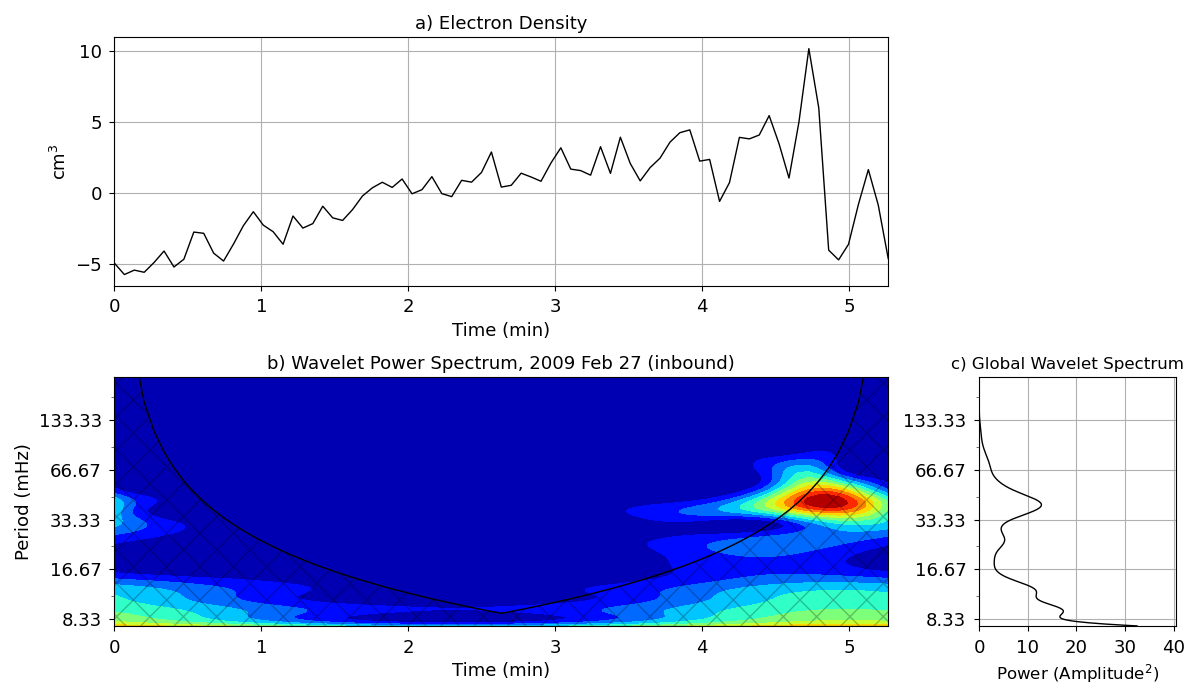 a) Electron Density
10
5
0
−5
cm³
0 1 2 3 4 5
Time (min)
b) Wavelet Power Spectrum, 2009 Feb 27 (inbound)
133.33
66.67
33.33
16.67
8.33
Period (mHz)
0 1 2 3 4 5
Time (min)
c) Global Wavelet Spectrum
133.33
66.67
33.33
16.67
8.33
0 10 20 30 40
Power (Amplitude²)